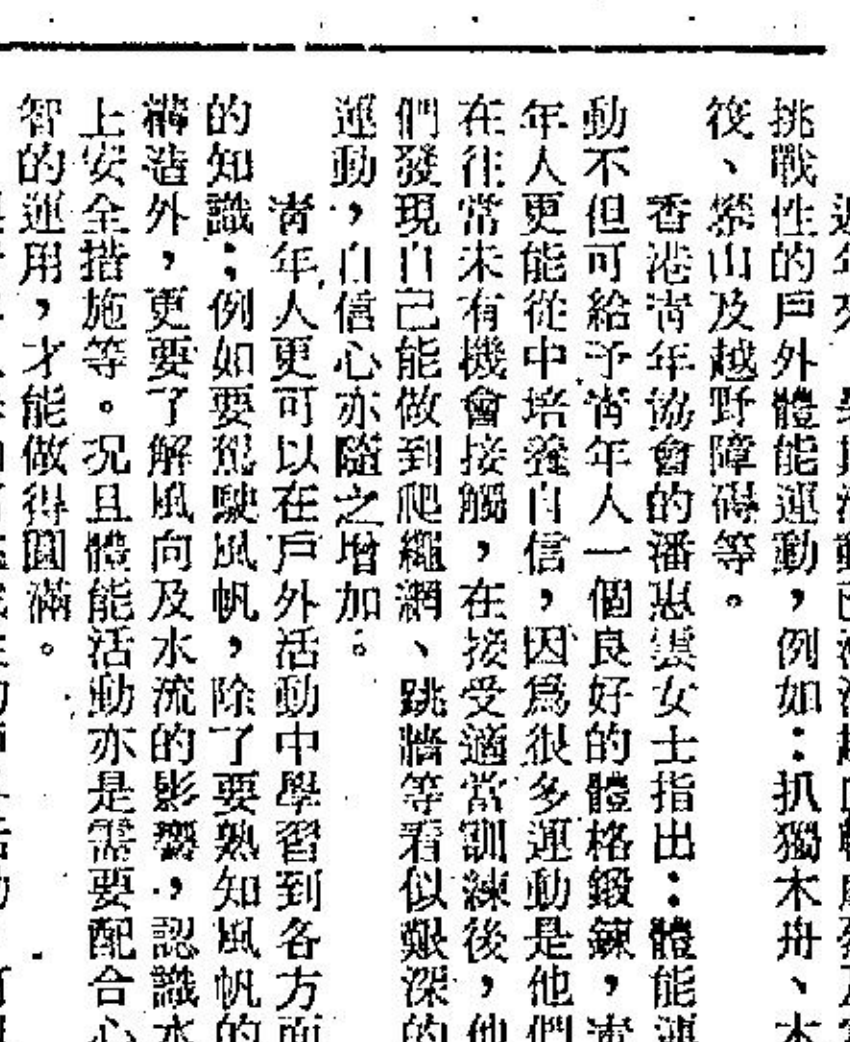 挑戰性的戶外體能運動，例如：扒獨木舟、木
筏、攀山及越野障碍等。
香港青年協會的潘惠雲女士指出：體能運
動不但可給予青年人一個良好的體格鍛鍊，青
年人更能從中培養自信，因爲很多運動是他們
在往常未有機會接觸，在接受適當訓練後，他
們發現自己能做到爬繩網、跳牆等看似艱深的
運動，自信心亦隨之增加。
青年人更可以在戶外活動中學習到各方面
的知識；例如要駕駛風帆，除了要熟知風帆的
構造外，更要了解風向及水流的影響，認識水
上安全措施等。況且體能活動亦是需要配合心
智的運用，才能做得圓滿。